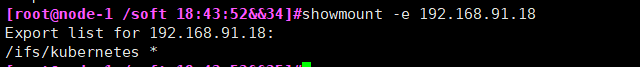 [root@node-1 /soft 18:43:52&&34]#showmount -e 192.168.91.18
Export list for 192.168.91.18:
/ifs/kubernetes *